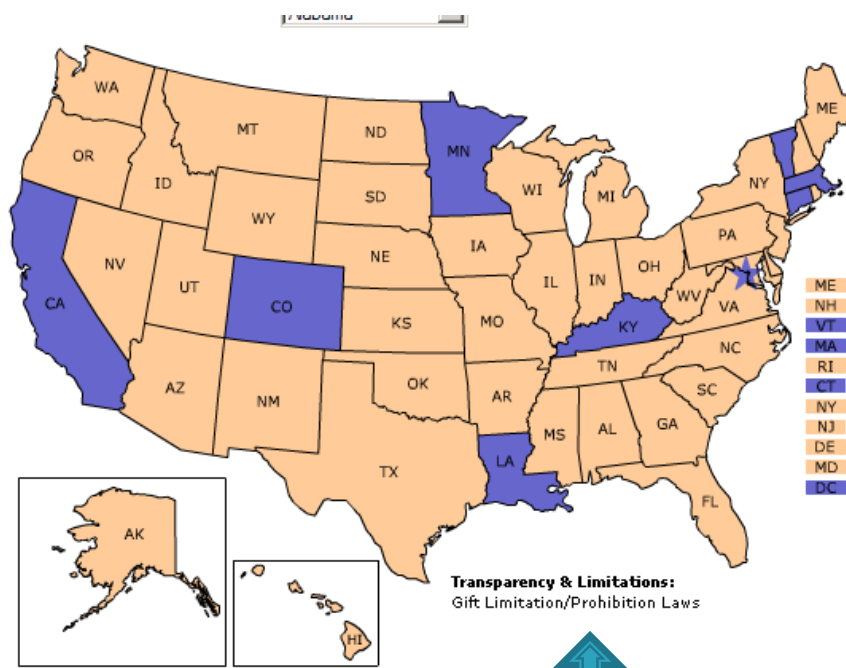 WA
MT
ND
MN
ME
OR
ID
SD
WI
MI
NY
WY
IA
PA
NE
NV
UT
CO
IL
IN
OH
WV
VA
CA
KS
MO
KY
NC
TN
OK
AR
SC
AZ
NM
MS
AL
GA
LA
TX
FL
AK
HI
ME
NH
VT
MA
RI
CT
NY
NJ
DE
MD
DC
Transparency & Limitations:
Gift Limitation/Prohibition Laws